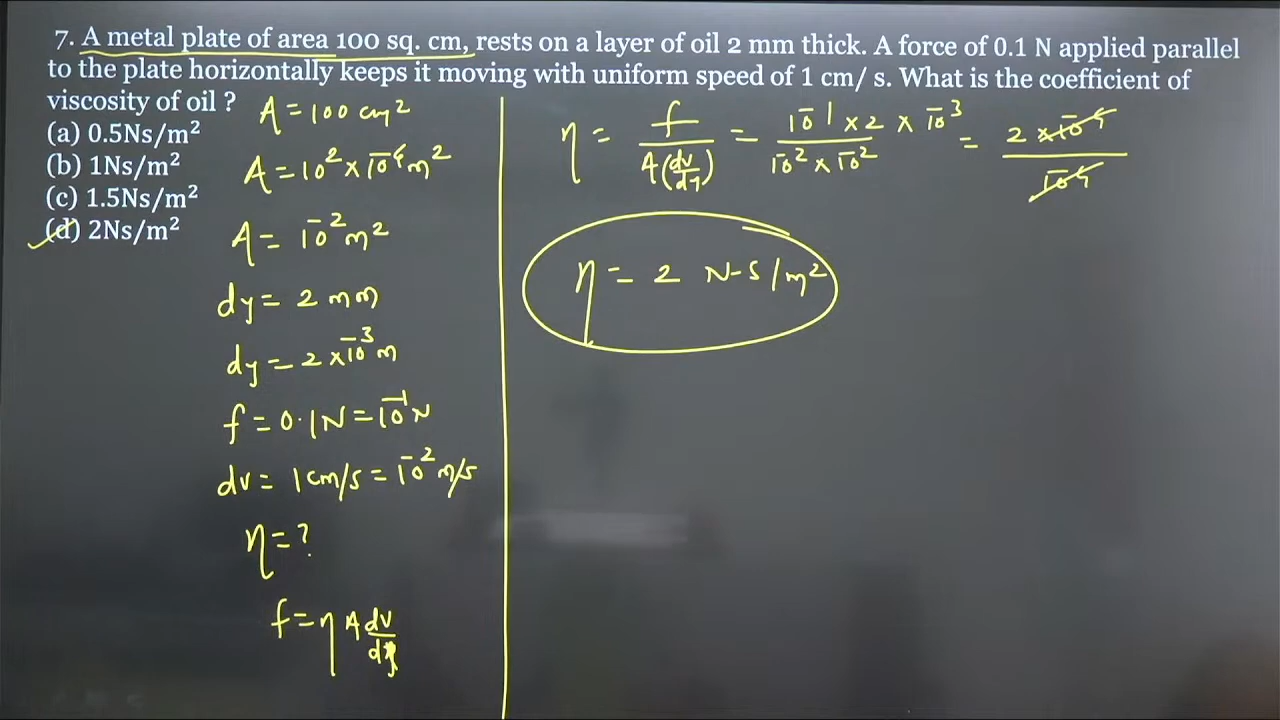 7. A metal plate of area 100 sq. cm, rests on a layer of oil 2 mm thick. A force of 0.1 N applied parallel
to the plate horizontally keeps it moving with uniform speed of 1 cm/ s. What is the coefficient of
viscosity of oil ?
(a) 0.5Ns/m²
(b) 1Ns/m²
(c) 1.5Ns/m²
(d) 2Ns/m²
A = 100 cm²
A = 10² × 10⁻⁴ m²
A = 10⁻² m²
dy = 2 mm
dy = 2 × 10⁻³ m
f = 0.1N = 10⁻¹ N
dv = 1 cm/s = 10⁻² m/s
η = ?
f = η A dv/dy
η = f / A(dv/dy) = 10⁻¹ × 2 × 10⁻³ / 10⁻² × 10⁻² = 2 × 10⁻⁴ / 10⁻⁴
η = 2 N-S/m²